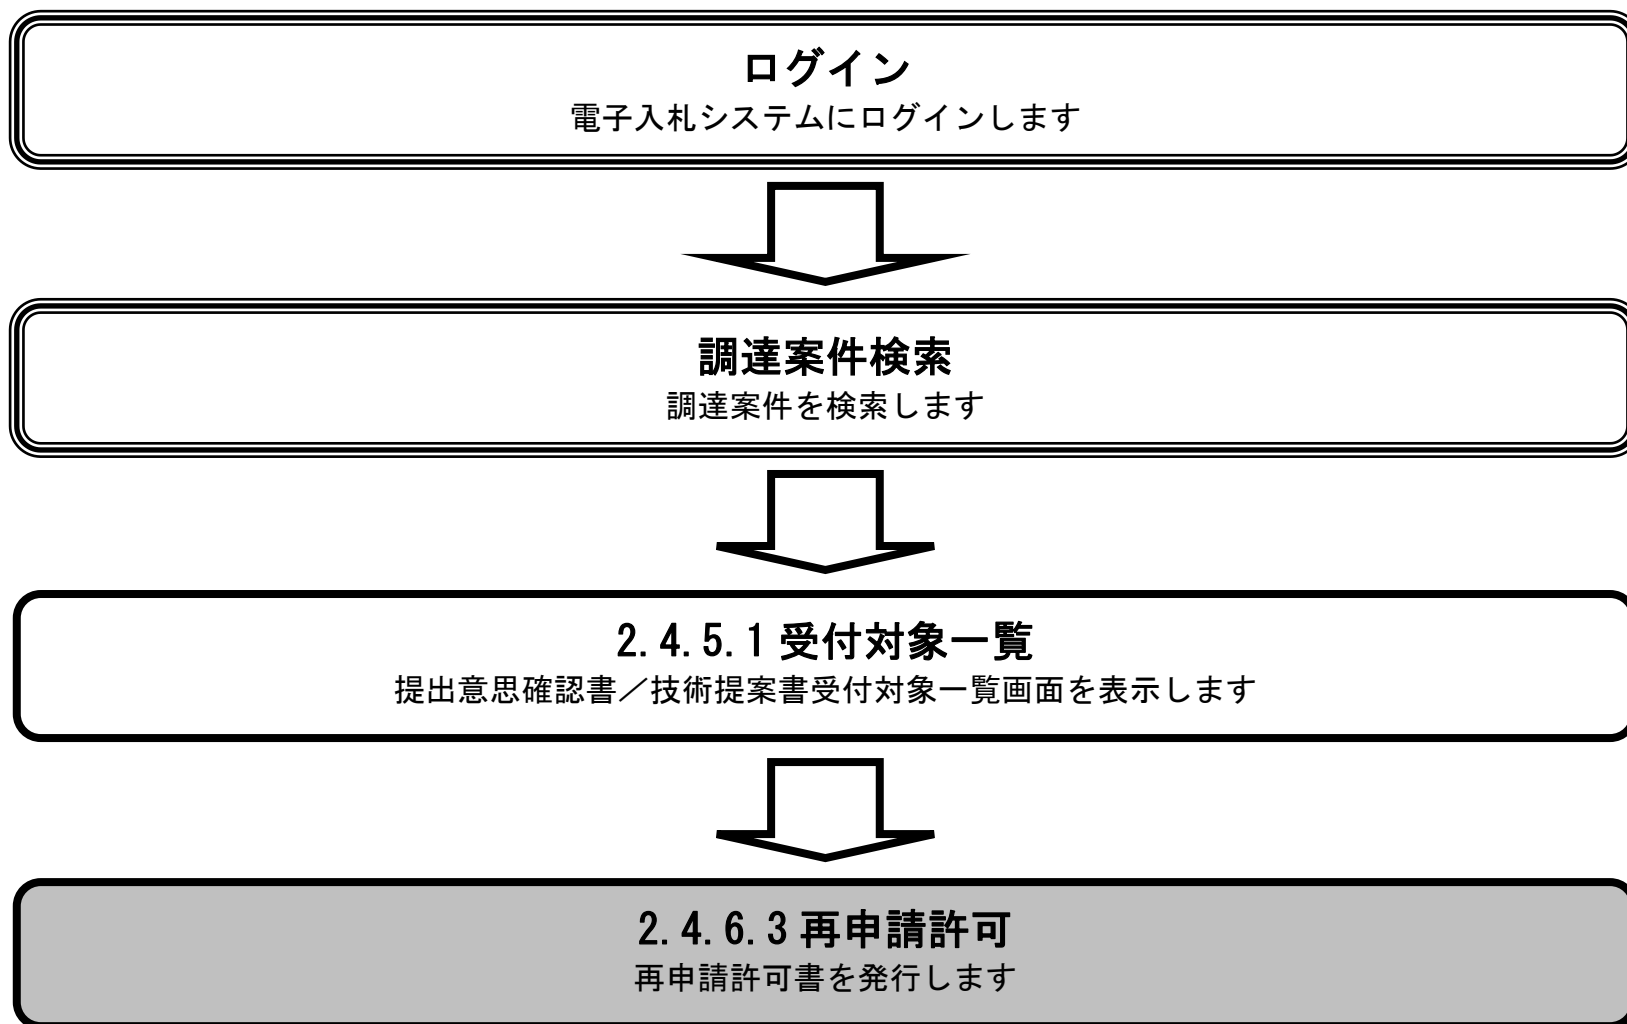 ログイン
電子入札システムにログインします
調達案件検索
調達案件を検索します
2.4.5.1 受付対象一覧
提出意思確認書／技術提案書受付対象一覧画面を表示します
2.4.6.3 再申請許可
再申請許可書を発行します